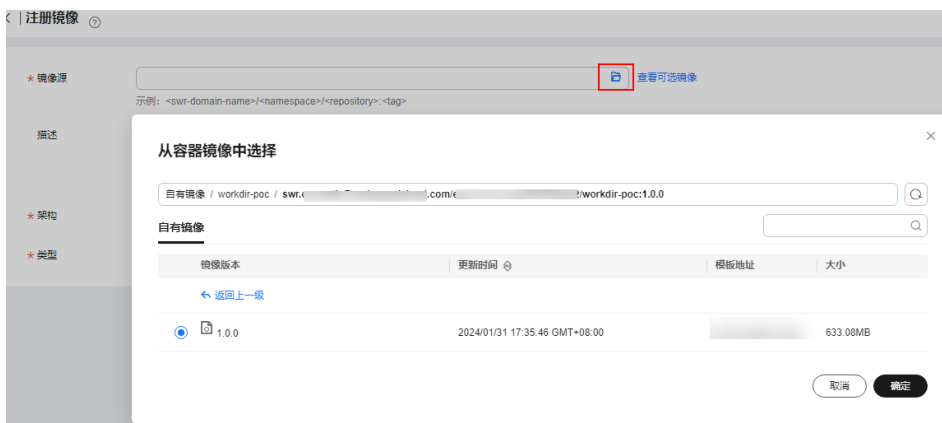 注册镜像
镜像源
查看可选镜像
示例：<swr-domain-name>/<namespace>/<repository>:<tag>
描述
从容器镜像中选择
自有镜像 / workdir-poc / swr. .com/ /workdir-poc:1.0.0
架构
自有镜像
类型
镜像版本 更新时间 模板地址 大小
返回上一级
1.0.0 2024/01/31 17:35:46 GMT+08:00 633.08MB
取消 确定